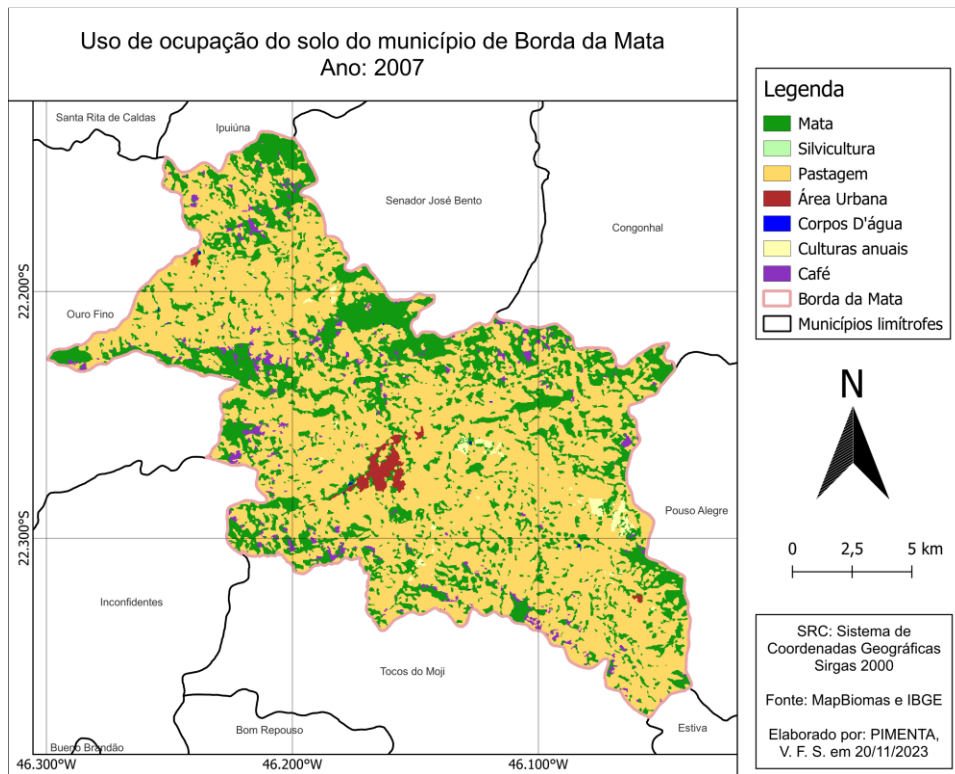 Uso de ocupação do solo do município de Borda da Mata
Ano: 2007
Santa Rita de Caldas
Ipuiúna
Senador José Bento
Congonhal
Ouro Fino
Pouso Alegre
Inconfidentes
Tocos do Moji
Bom Repouso
Estiva
Bueno Brandão
22.200°S
22.300°S
46.300°W
46.200°W
46.100°W
Legenda
Mata
Silvicultura
Pastagem
Área Urbana
Corpos D'água
Culturas anuais
Café
Borda da Mata
Municípios limítrofes
N
0 2,5 5 km
SRC: Sistema de
Coordenadas Geográficas
Sirgas 2000
Fonte: MapBiomas e IBGE
Elaborado por: PIMENTA,
V. F. S. em 20/11/2023